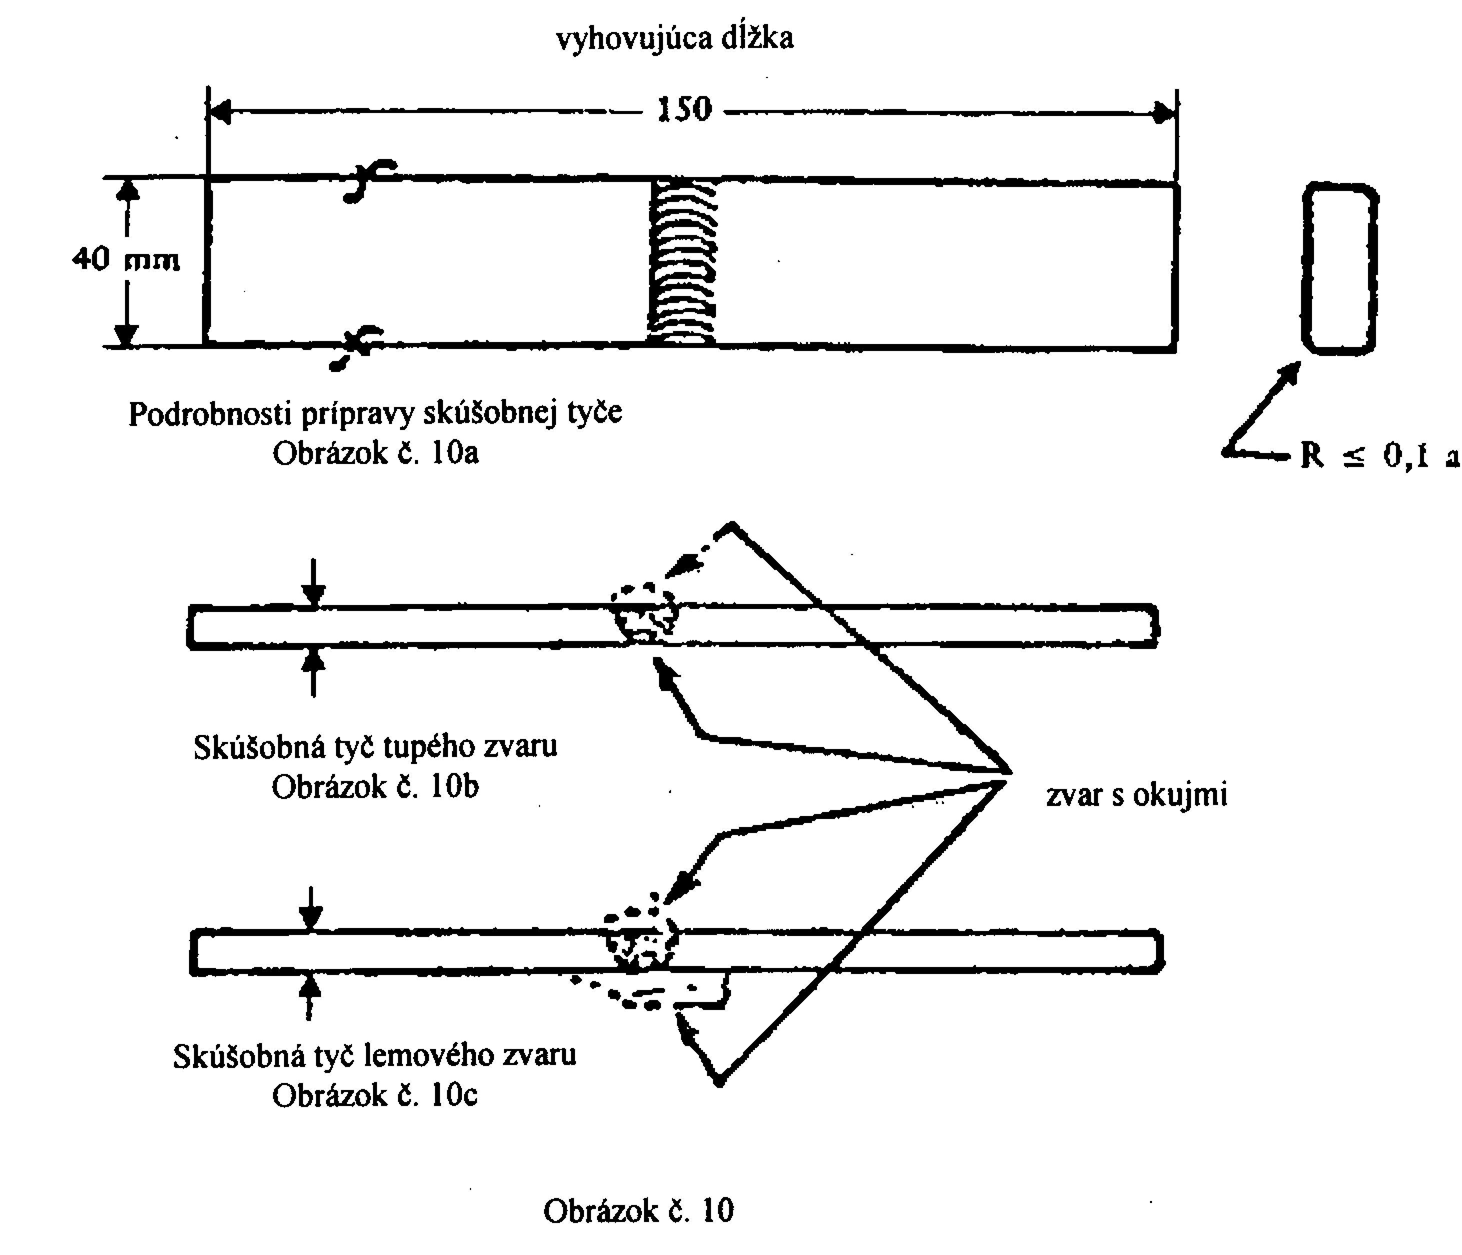 vyhovujúca dĺžka
150
40 mm
Podrobnosti prípravy skúšobnej tyče
Obrázok č. 10a
R ≤ 0,1 a
Skúšobná tyč tupého zvaru
Obrázok č. 10b
zvar s okujmi
Skúšobná tyč lemového zvaru
Obrázok č. 10c
Obrázok č. 10